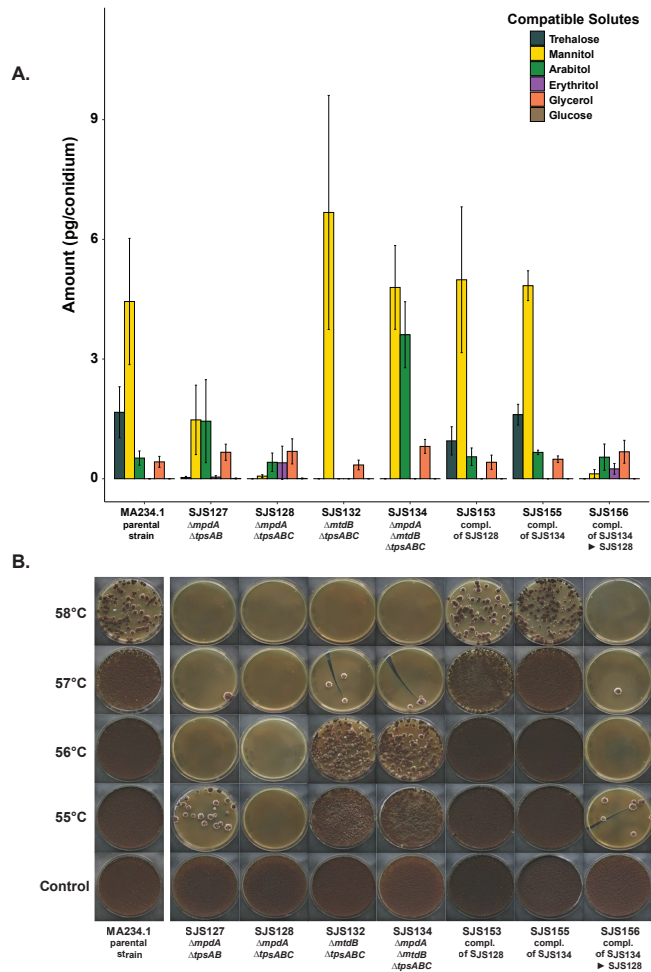 Compatible Solutes
Trehalose
Mannitol
Arabitol
Erythritol
Glycerol
Glucose
A.
Amount (pg/conidium)
9
6
3
0
MA234.1
parental
strain
SJS127
ΔmpdA
ΔtpsAB
SJS128
ΔmpdA
ΔtpsABC
SJS132
ΔmtdB
ΔtpsABC
SJS134
ΔmpdA
ΔmtdB
ΔtpsABC
SJS153
compl.
of SJS128
SJS155
compl.
of SJS134
SJS156
compl.
of SJS134
► SJS128
B.
58°C
57°C
56°C
55°C
Control
MA234.1
parental
strain
SJS127
ΔmpdA
ΔtpsAB
SJS128
ΔmpdA
ΔtpsABC
SJS132
ΔmtdB
ΔtpsABC
SJS134
ΔmpdA
ΔmtdB
ΔtpsABC
SJS153
compl.
of SJS128
SJS155
compl.
of SJS134
SJS156
compl.
of SJS134
► SJS128